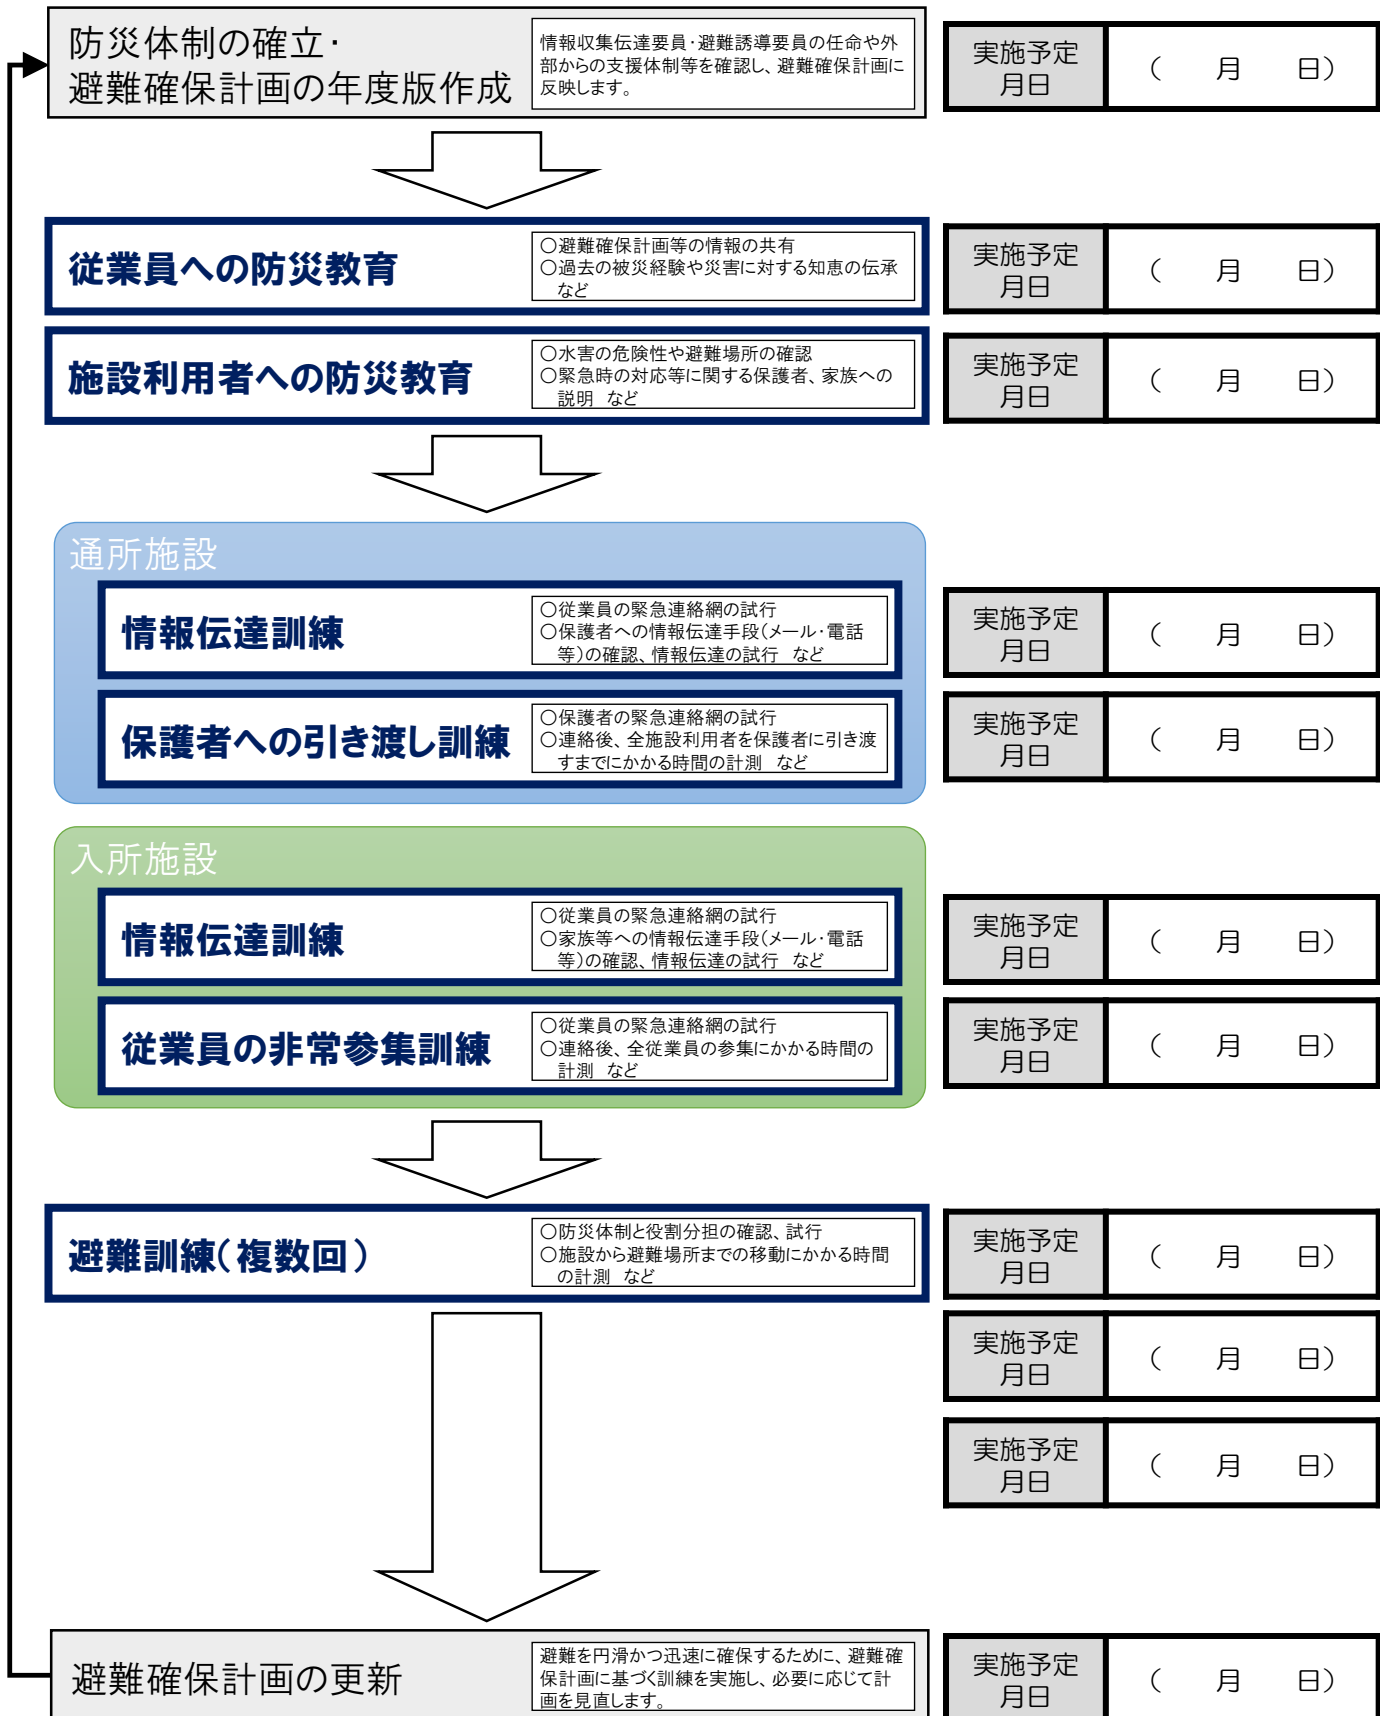 防災体制の確立・
避難確保計画の年度版作成
情報収集伝達要員・避難誘導要員の任命や外
部からの支援体制等を確認し、避難確保計画に
反映します。
実施予定
月日
（　月　日）
従業員への防災教育
○避難確保計画等の情報の共有
○過去の被災経験や災害に対する知恵の伝承
など
実施予定
月日
（　月　日）
施設利用者への防災教育
○水害の危険性や避難場所の確認
○緊急時の対応等に関する保護者、家族への
説明　など
実施予定
月日
（　月　日）
通所施設
情報伝達訓練
○従業員の緊急連絡網の試行
○保護者への情報伝達手段（メール・電話
等）の確認、情報伝達の試行　など
実施予定
月日
（　月　日）
保護者への引き渡し訓練
○保護者の緊急連絡網の試行
○連絡後、全施設利用者を保護者に引き渡
すまでにかかる時間の計測　など
実施予定
月日
（　月　日）
入所施設
情報伝達訓練
○従業員の緊急連絡網の試行
○家族等への情報伝達手段（メール・電話
等）の確認、情報伝達の試行　など
実施予定
月日
（　月　日）
従業員の非常参集訓練
○従業員の緊急連絡網の試行
○連絡後、全従業員の参集にかかる時間の
計測　など
実施予定
月日
（　月　日）
避難訓練（複数回）
○防災体制と役割分担の確認、試行
○施設から避難場所までの移動にかかる時間
の計測　など
実施予定
月日
（　月　日）
実施予定
月日
（　月　日）
実施予定
月日
（　月　日）
避難確保計画の更新
避難を円滑かつ迅速に確保するために、避難確
保計画に基づく訓練を実施し、必要に応じて計
画を見直します。
実施予定
月日
（　月　日）